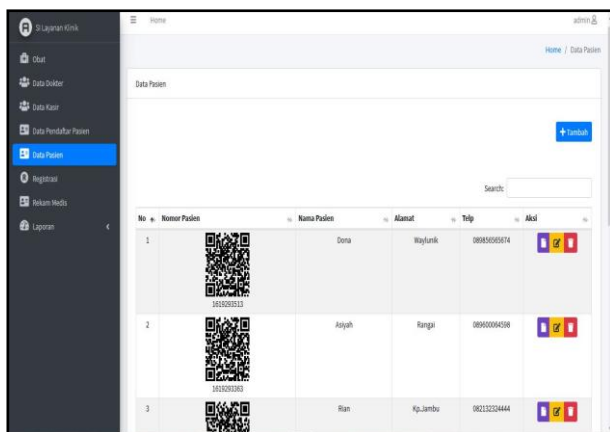 R SI Layanan Klinik
Obat
Data Dokter
Data Kasir
Data Pendaftar Pasien
Data Pasien
Registrasi
Rekam Medis
Laporan
Home
admin
Home / Data Pasien
Data Pasien
+Tambah
Search:
No Nomor Pasien Nama Pasien Alamat Telp Aksi
1 Dona Waylunik 089856565674
1619293513
2 Asiyah Rangai 089600064598
1619293383
3 Rian Kp.Jambu 082132324444